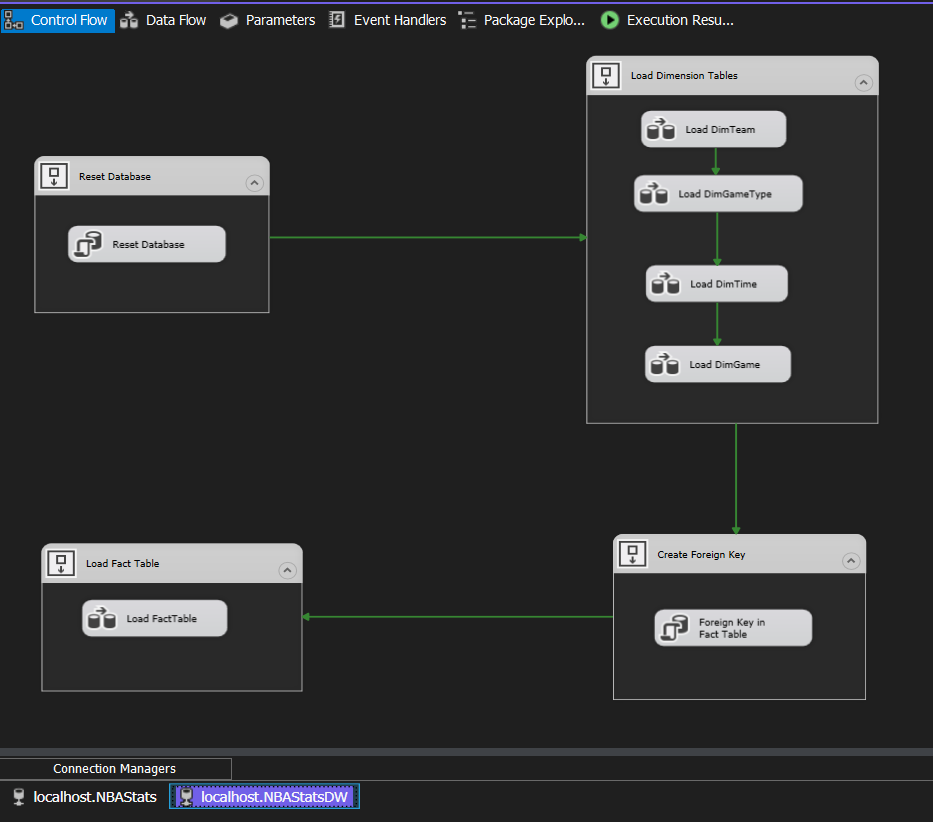 Control Flow
Data Flow
Parameters
Event Handlers
Package Explo...
Execution Resu...
Load Dimension Tables
Load DimTeam
Load DimGameType
Load DimTime
Load DimGame
Reset Database
Reset Database
Create Foreign Key
Foreign Key in
Fact Table
Load Fact Table
Load FactTable
Connection Managers
localhost.NBAStats
localhost.NBAStatsDW